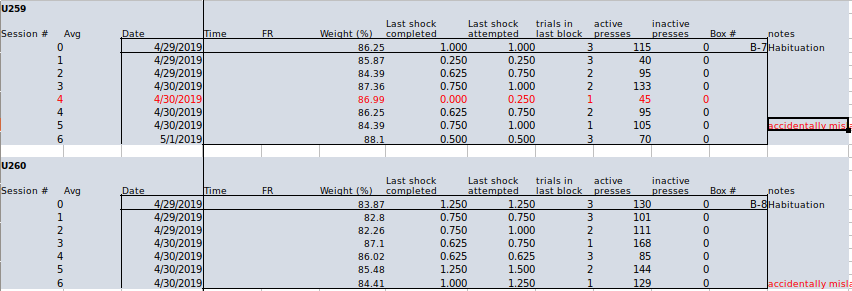 U259
Last shock Last shock trials in active inactive
Session # Avg Date Time FR Weight (%) completed attempted last block presses presses Box # notes
0 4/29/2019 86.25 1.000 1.000 3 115 0 B-7 Habituation
1 4/29/2019 85.87 0.250 0.250 3 40 0
2 4/29/2019 84.39 0.625 0.750 2 95 0
3 4/30/2019 87.36 0.750 1.000 2 133 0
4 4/30/2019 86.99 0.000 0.250 1 45 0
4 4/30/2019 86.25 0.625 0.750 2 95 0
5 4/30/2019 84.39 0.750 1.000 1 105 0 accidentally
6 5/1/2019 88.1 0.500 0.500 3 70 0
U260
Last shock Last shock trials in active inactive
Session # Avg Date Time FR Weight (%) completed attempted last block presses presses Box # notes
0 4/29/2019 83.87 1.250 1.250 3 130 0 B-8 Habituation
1 4/29/2019 82.8 0.750 0.750 3 101 0
2 4/29/2019 82.26 0.750 1.000 2 111 0
3 4/30/2019 87.1 0.625 0.750 1 168 0
4 4/30/2019 86.02 0.625 0.625 3 85 0
5 4/30/2019 85.48 1.250 1.500 2 144 0
6 4/30/2019 84.41 1.000 1.250 1 129 0 accidentally